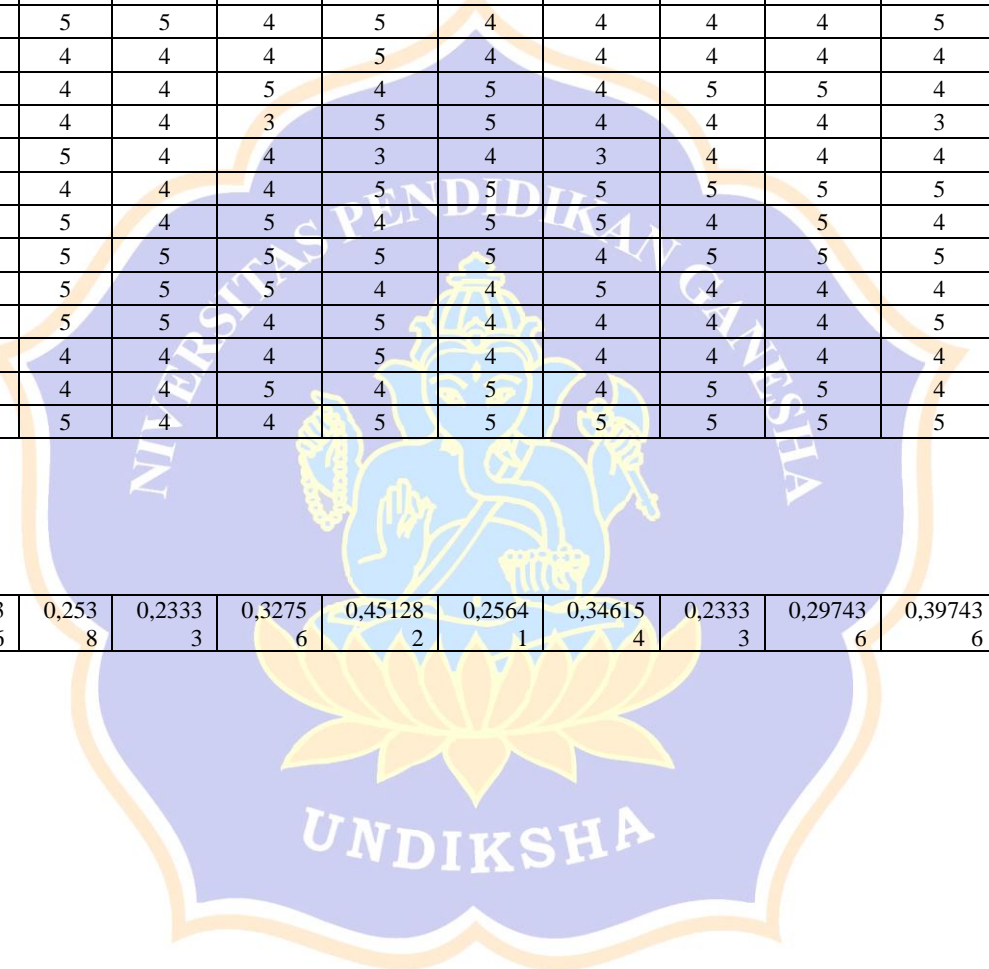 5 5 4 5 4 4 4 4 5
4 4 4 5 4 4 4 4 4
4 4 5 4 5 4 5 5 4
4 4 3 5 5 4 4 4 3
5 4 4 3 4 3 4 4 4
4 4 4 5 5 5 5 5 5
5 4 5 4 5 5 4 5 4
5 5 5 5 5 4 5 5 5
5 5 5 4 4 5 4 4 4
5 5 4 5 4 4 4 4 5
4 4 4 5 4 4 4 4 4
4 4 5 4 5 4 5 5 4
5 4 4 5 5 5 5 5 5
0,253 0,2333 0,3275 0,45128 0,2564 0,34615 0,2333 0,29743 0,39743
8 3 6 2 1 4 3 6 6
NIVERSITAS PENDIDIKAN GANESHA
UNDIKSHA